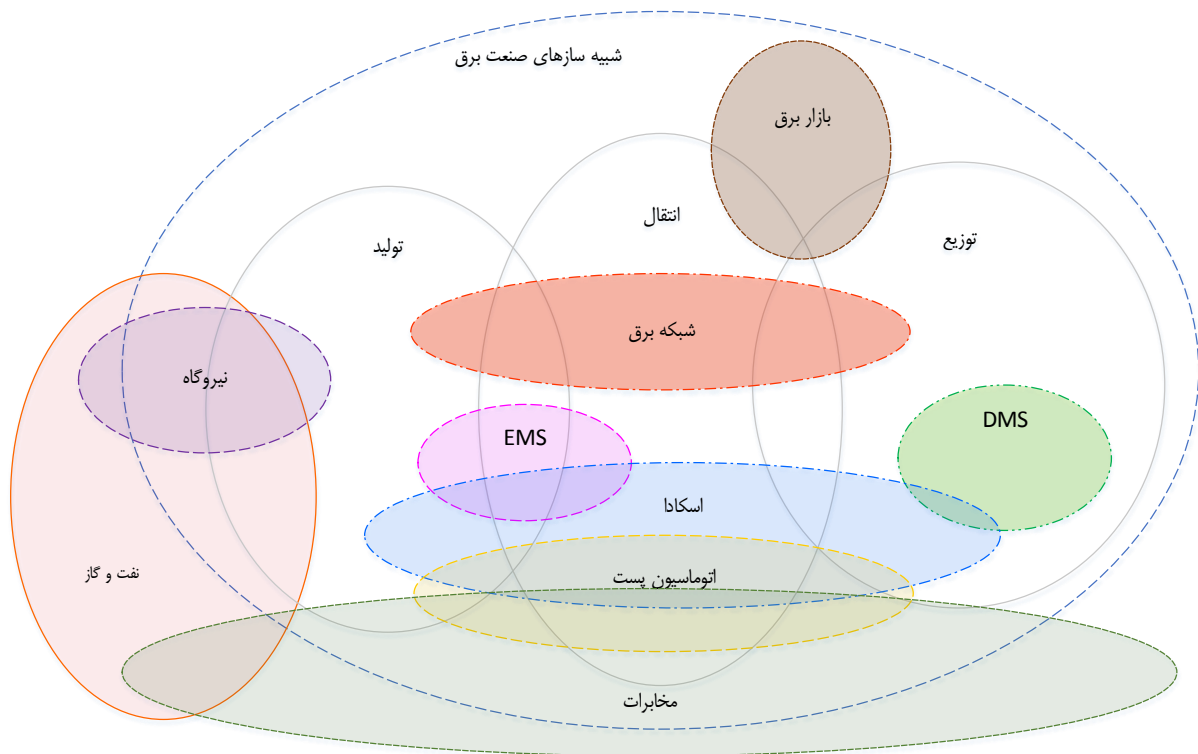 شبیه سازهای صنعت برق
بازار برق
انتقال
توزیع
تولید
شبکه برق
نیروگاه
DMS
EMS
اسکادا
نفت و گاز
اتوماسیون پست
مخابرات